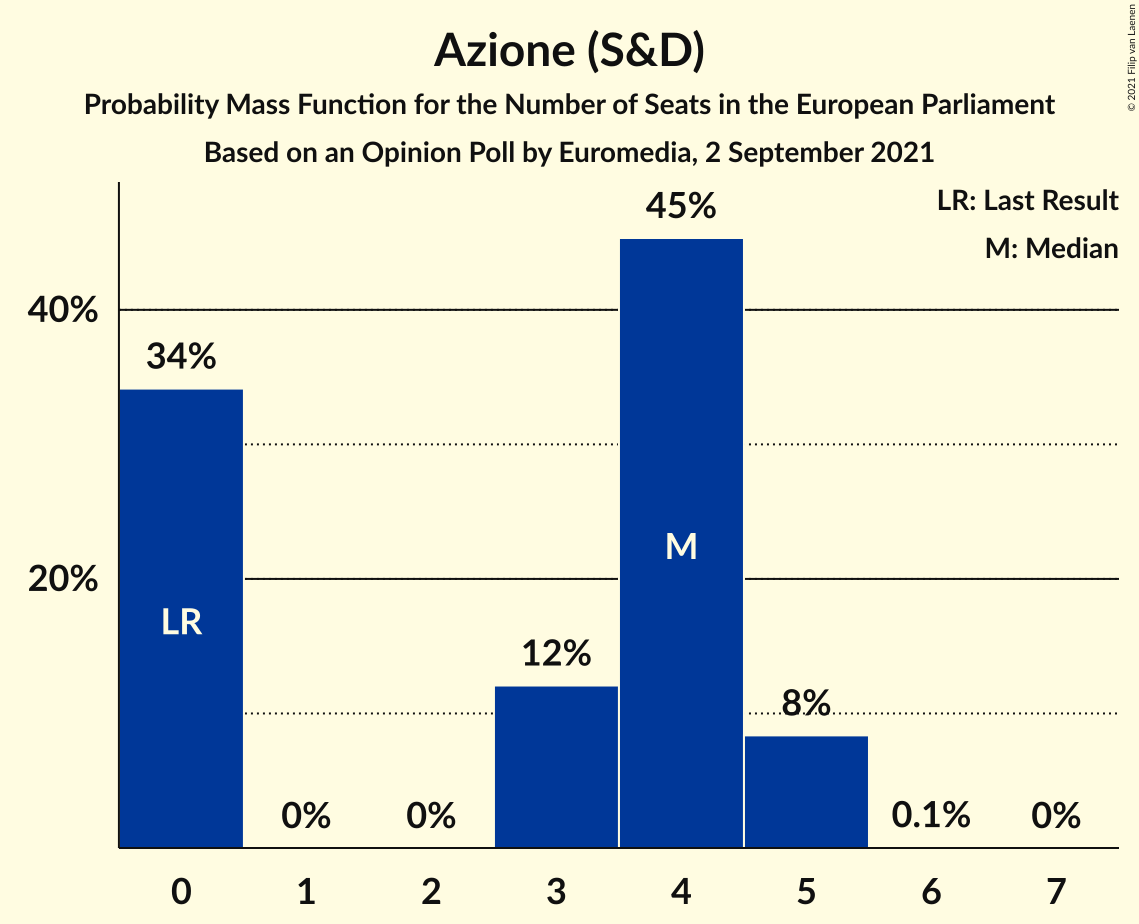 Azione (S&D)
Probability Mass Function for the Number of Seats in the European Parliament
Based on an Opinion Poll by Euromedia, 2 September 2021
© 2021 Filip van Laenen
LR: Last Result
M: Median
45%
40%
34%
M
20%
LR
12%
8%
0%
0%
0.1%
0%
0
1
2
3
4
5
6
7